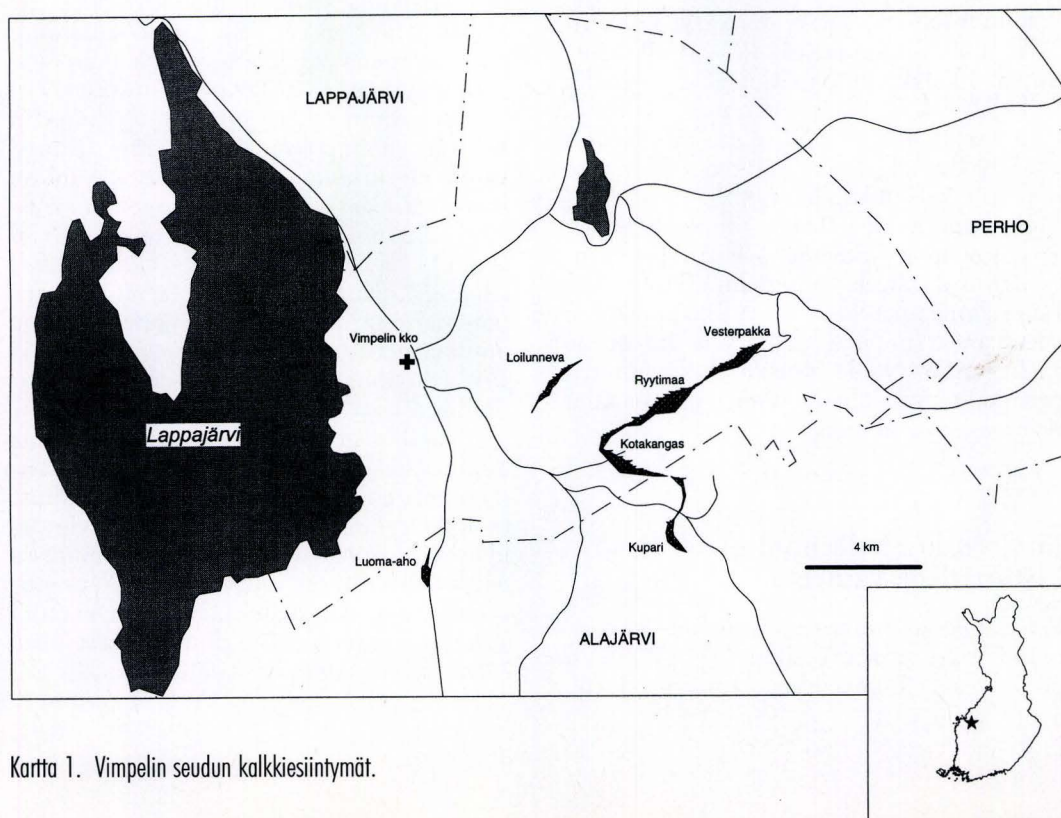 LAPPAJÄRVI
PERHO
Vimpelin kko
Loilunneva
Vesterpakka
Ryytimaa
Lappajärvi
Kotakangas
4 km
Kupari
Luoma-aho
ALAJÄRVI
Kartta 1. Vimpelin seudun kalkkiesiintymät.